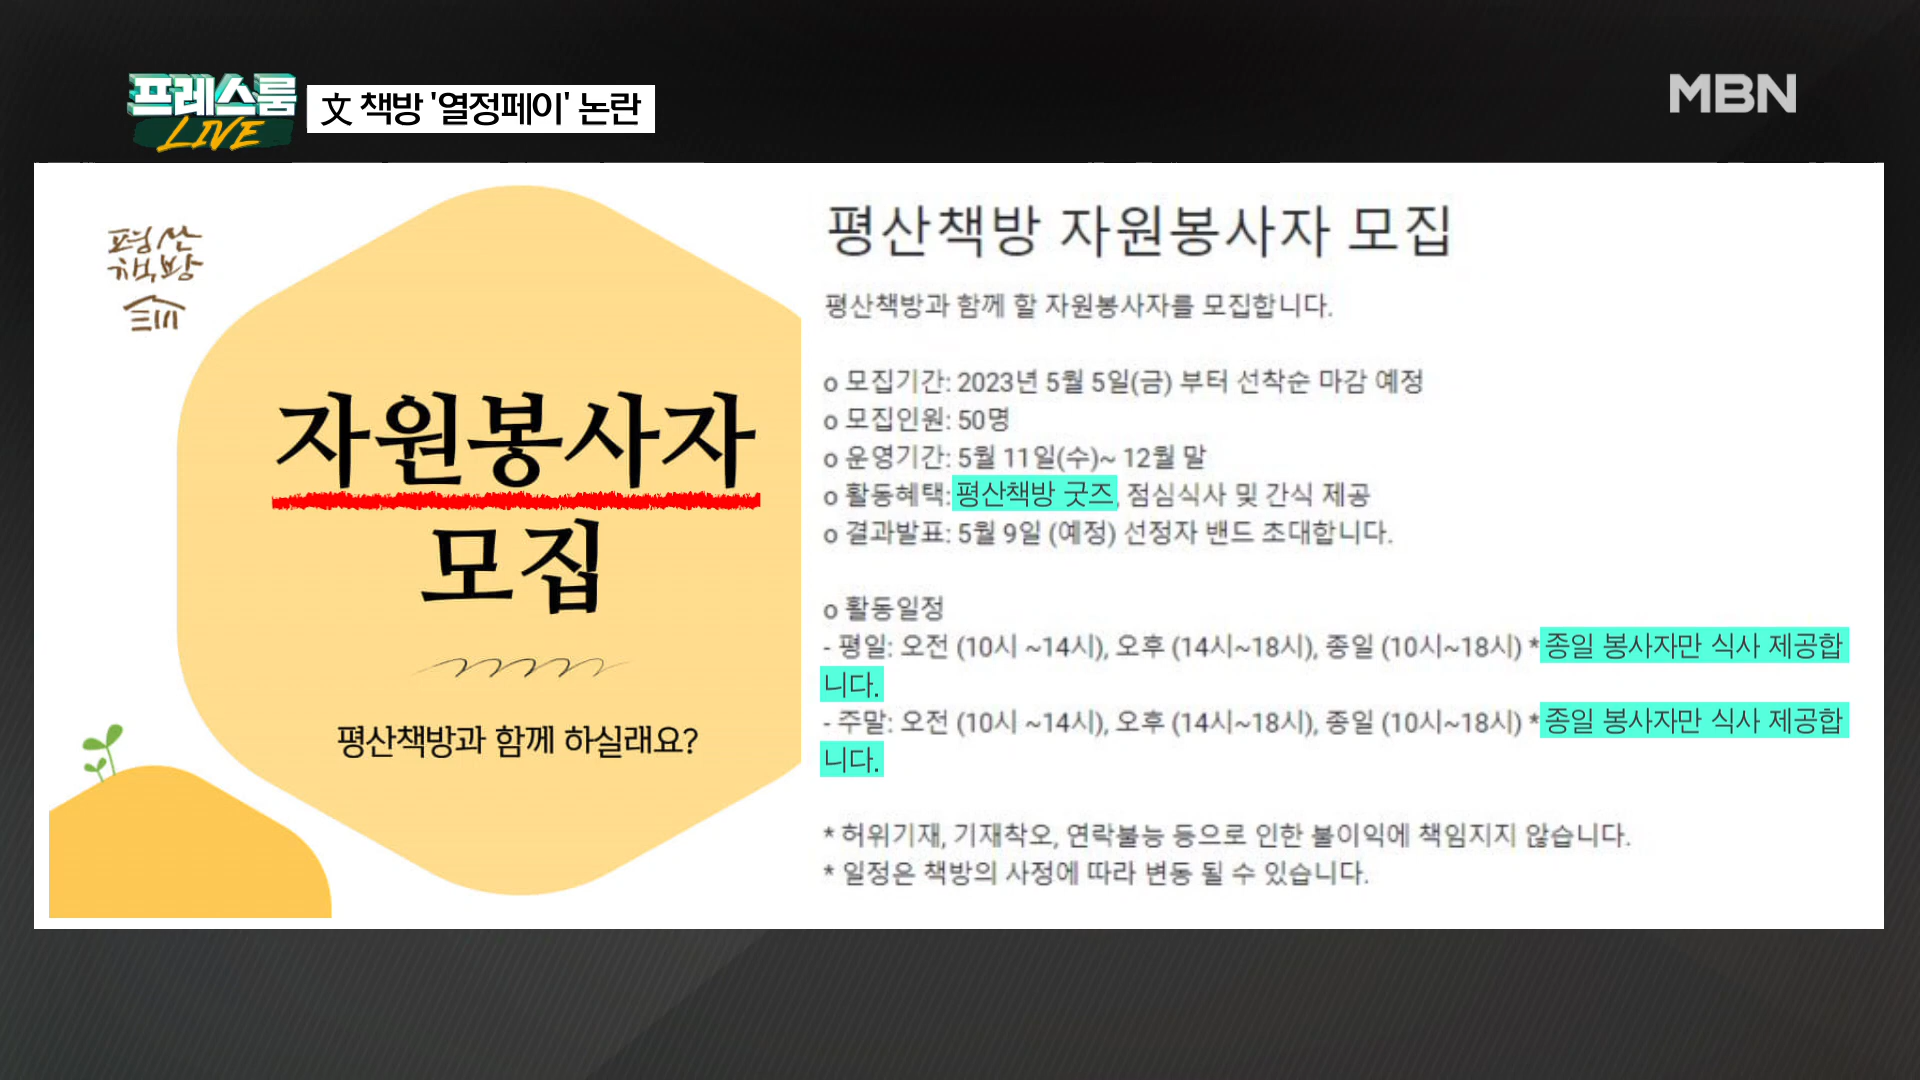 프레스룸
LIVE
文 책방 '열정페이' 논란
MBN
평산
책방
자원봉사자
모집
평산책방과 함께 하실래요?
평산책방 자원봉사자 모집
평산책방과 함께 할 자원봉사자를 모집합니다.
o 모집기간: 2023년 5월 5일(금) 부터 선착순 마감 예정
o 모집인원: 50명
o 운영기간: 5월 11일(수)~ 12월 말
o 활동혜택: 평산책방 굿즈, 점심식사 및 간식 제공
o 결과발표: 5월 9일 (예정) 선정자 밴드 초대합니다.
o 활동일정
- 평일: 오전 (10시 ~14시), 오후 (14시~18시), 종일 (10시~18시) *종일 봉사자만 식사 제공합
니다.
- 주말: 오전 (10시 ~14시), 오후 (14시~18시), 종일 (10시~18시) *종일 봉사자만 식사 제공합
니다.
* 허위기재, 기재착오, 연락불능 등으로 인한 불이익에 책임지지 않습니다.
* 일정은 책방의 사정에 따라 변동 될 수 있습니다.